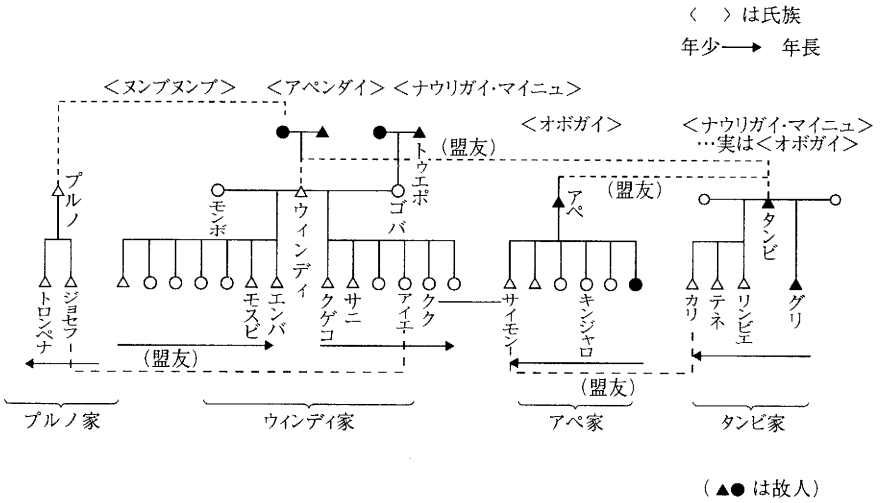 〈 〉は氏族
年少→ 年長
<ヌンブヌンブ> <アペンダイ> <ナウリガイ・マイニュ>
<オボガイ>
<ナウリガイ・マイニュ>
…実は<オボガイ>
(盟友)
(盟友)
トゥエポ
プルノ
モンボ
ウィンディ
ゴバ
アペ
タンビ
トロンペナ
ジョセフ
モスビ
エンバ
クゲコ
サニ
アイエ
クク
サイモン
キンジャロ
カリ
テネ
リンビエ
グリ
(盟友)
(盟友)
プルノ家
ウィンディ家
アペ家
タンビ家
(▲●は故人)